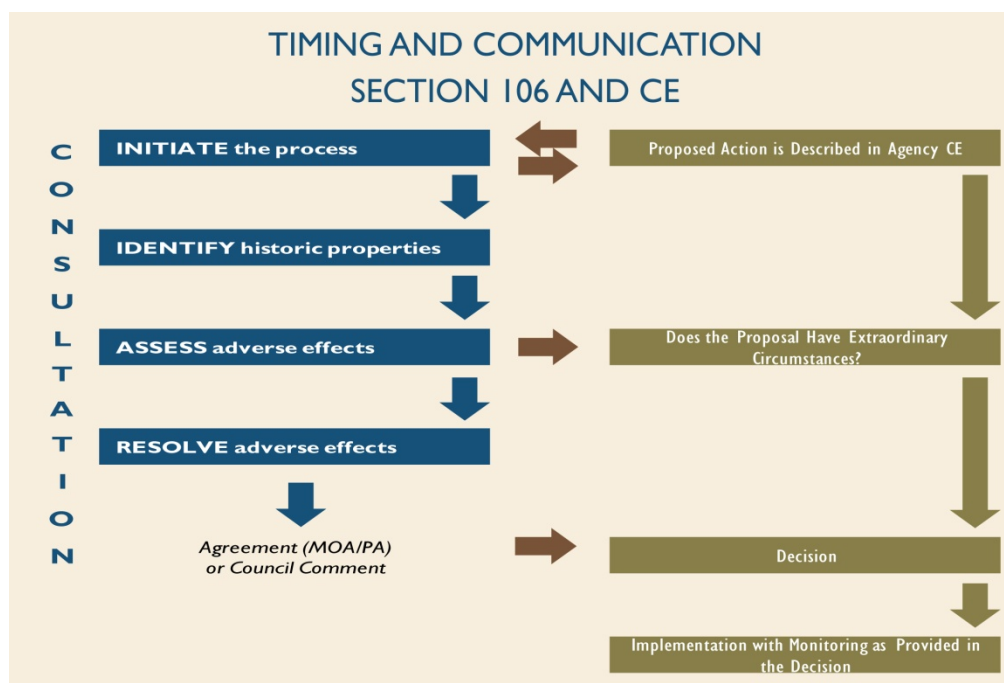 TIMING AND COMMUNICATION
SECTION 106 AND CE
CONSULTATION
INITIATE the process
IDENTIFY historic properties
ASSESS adverse effects
RESOLVE adverse effects
Agreement (MOA/PA)
or Council Comment
Proposed Action is Described in Agency CE
Does the Proposal Have Extraordinary
Circumstances?
Decision
Implementation with Monitoring as Provided in
the Decision